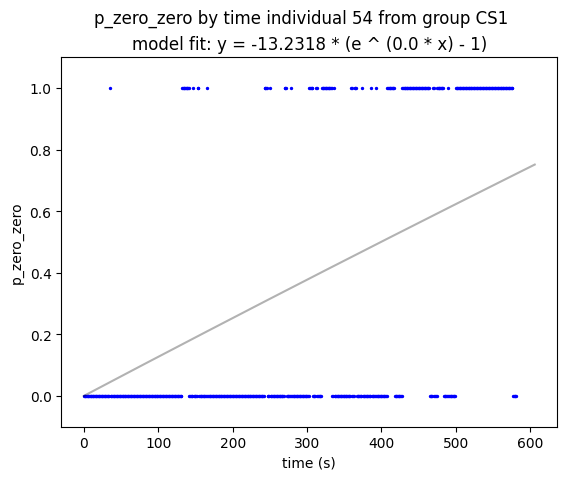 p_zero_zero by time individual 54 from group CS1
model fit: y = -13.2318 * (e ^ (0.0 * x) - 1)
1.0
0.8
0.6
0.4
0.2
0.0
p_zero_zero
0 100 200 300 400 500 600
time (s)